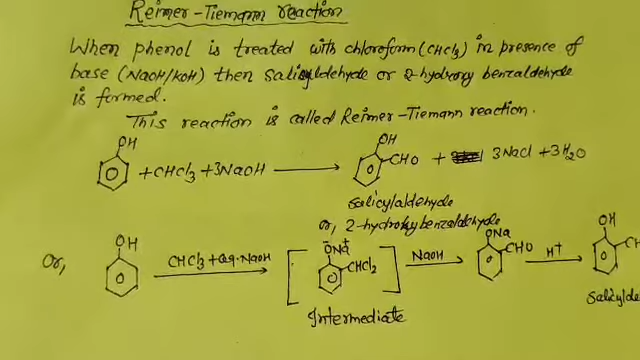 Reimer-Tiemann reaction
When phenol is treated with chloroform (CHCl3) in presence of
base (NaOH/KOH) then salicyldehyde or 2-hydroxy benzaldehyde
is formed.
This reaction is called Reimer-Tiemann reaction.
OH
+ CHCl3 + 3NaOH → OH CHO + 3NaCl + 3H2O
Salicylaldehyde
or, 2-hydroxybenzaldehyde
Or, OH CHCl3 + aq. NaOH → [ŌNa+ CHCl2] NaOH → ONa CHO H+ → OH
Intermediate